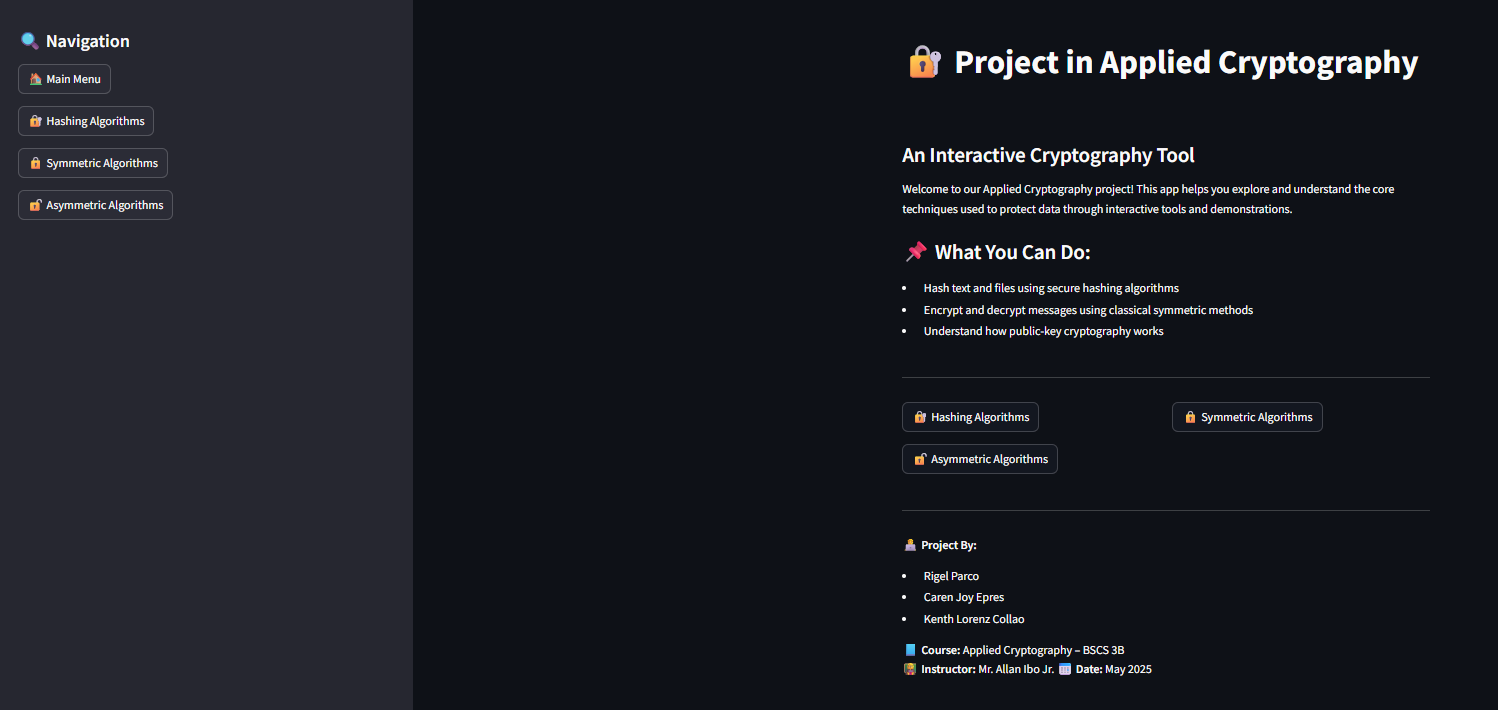 Navigation
Main Menu
Hashing Algorithms
Symmetric Algorithms
Asymmetric Algorithms
Project in Applied Cryptography
An Interactive Cryptography Tool
Welcome to our Applied Cryptography project! This app helps you explore and understand the core
techniques used to protect data through interactive tools and demonstrations.
What You Can Do:
Hash text and files using secure hashing algorithms
Encrypt and decrypt messages using classical symmetric methods
Understand how public-key cryptography works
Hashing Algorithms
Symmetric Algorithms
Asymmetric Algorithms
Project By:
Rigel Parco
Caren Joy Epres
Kenth Lorenz Collao
Course: Applied Cryptography – BSCS 3B
Instructor: Mr. Allan Ibo Jr. Date: May 2025